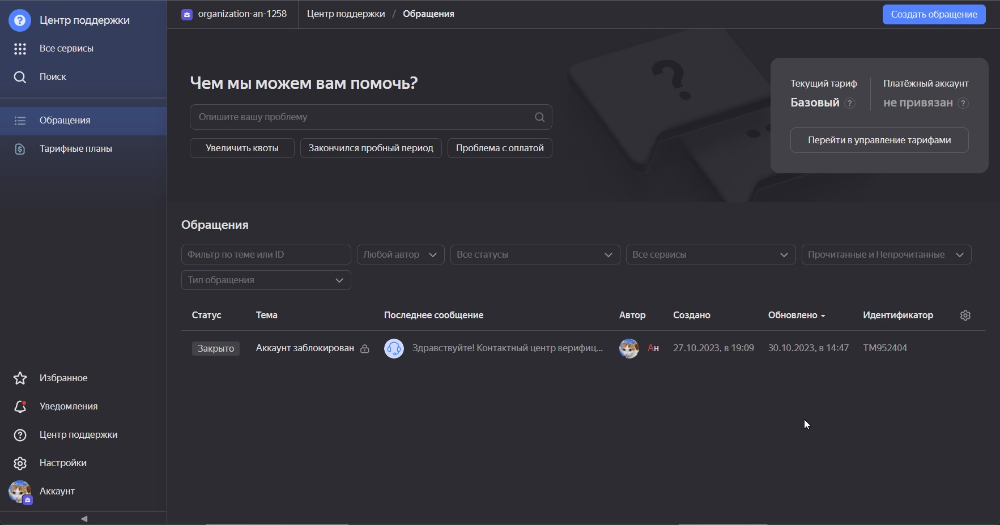 Центр поддержки
Все сервисы
Поиск
Обращения
Тарифные планы
Избранное
Уведомления
Центр поддержки
Настройки
Аккаунт
organization-an-1258
Центр поддержки / Обращения
Создать обращение
Чем мы можем вам помочь?
Опишите вашу проблему
Увеличить квоты
Закончился пробный период
Проблема с оплатой
Текущий тариф
Базовый
Платёжный аккаунт
не привязан
Перейти в управление тарифами
Обращения
Фильтр по теме или ID
Любой автор
Все статусы
Все сервисы
Прочитанные и Непрочитанные
Тип обращения
Статус Тема Последнее сообщение Автор Создано Обновлено Идентификатор
Закрыто Аккаунт заблокирован Здравствуйте! Контактный центр верифиц... Ан 27.10.2023, в 19:09 30.10.2023, в 14:47 TM952404